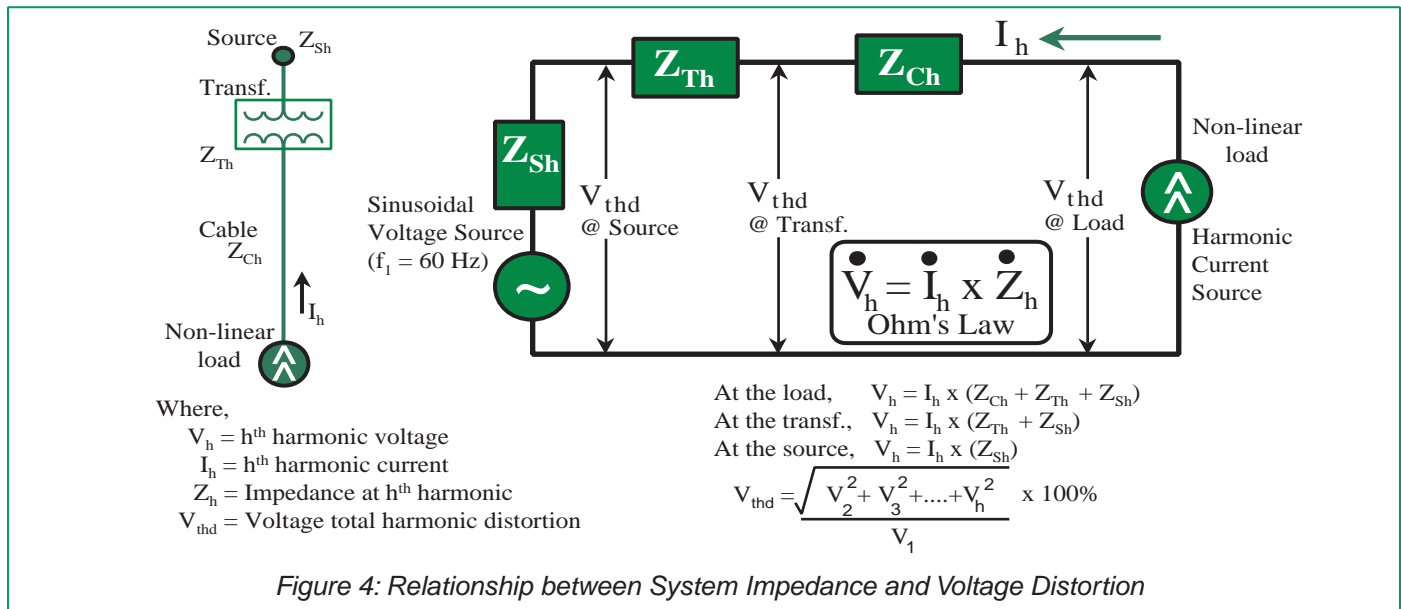 Source Z_Sh
Transf.
Z_Th
Cable
Z_Ch
I_h
Non-linear
load
Where,
V_h = h^th harmonic voltage
I_h = h^th harmonic current
Z_h = Impedance at h^th harmonic
V_thd = Voltage total harmonic distortion
Z_Sh
Sinusoidal
Voltage Source
(f_1 = 60 Hz)
~
V_thd
@ Source
Z_Th
V_thd
@ Transf.
Z_Ch
I_h
V_thd
@ Load
Non-linear
load
Harmonic
Current
Source
V̇_h = İ_h x Ż_h
Ohm's Law
At the load, V_h = I_h x (Z_Ch + Z_Th + Z_Sh)
At the transf., V_h = I_h x (Z_Th + Z_Sh)
At the source, V_h = I_h x (Z_Sh)
V_thd = √(V_2^2 + V_3^2 + .... + V_h^2) / V_1 x 100%
Figure 4: Relationship between System Impedance and Voltage Distortion